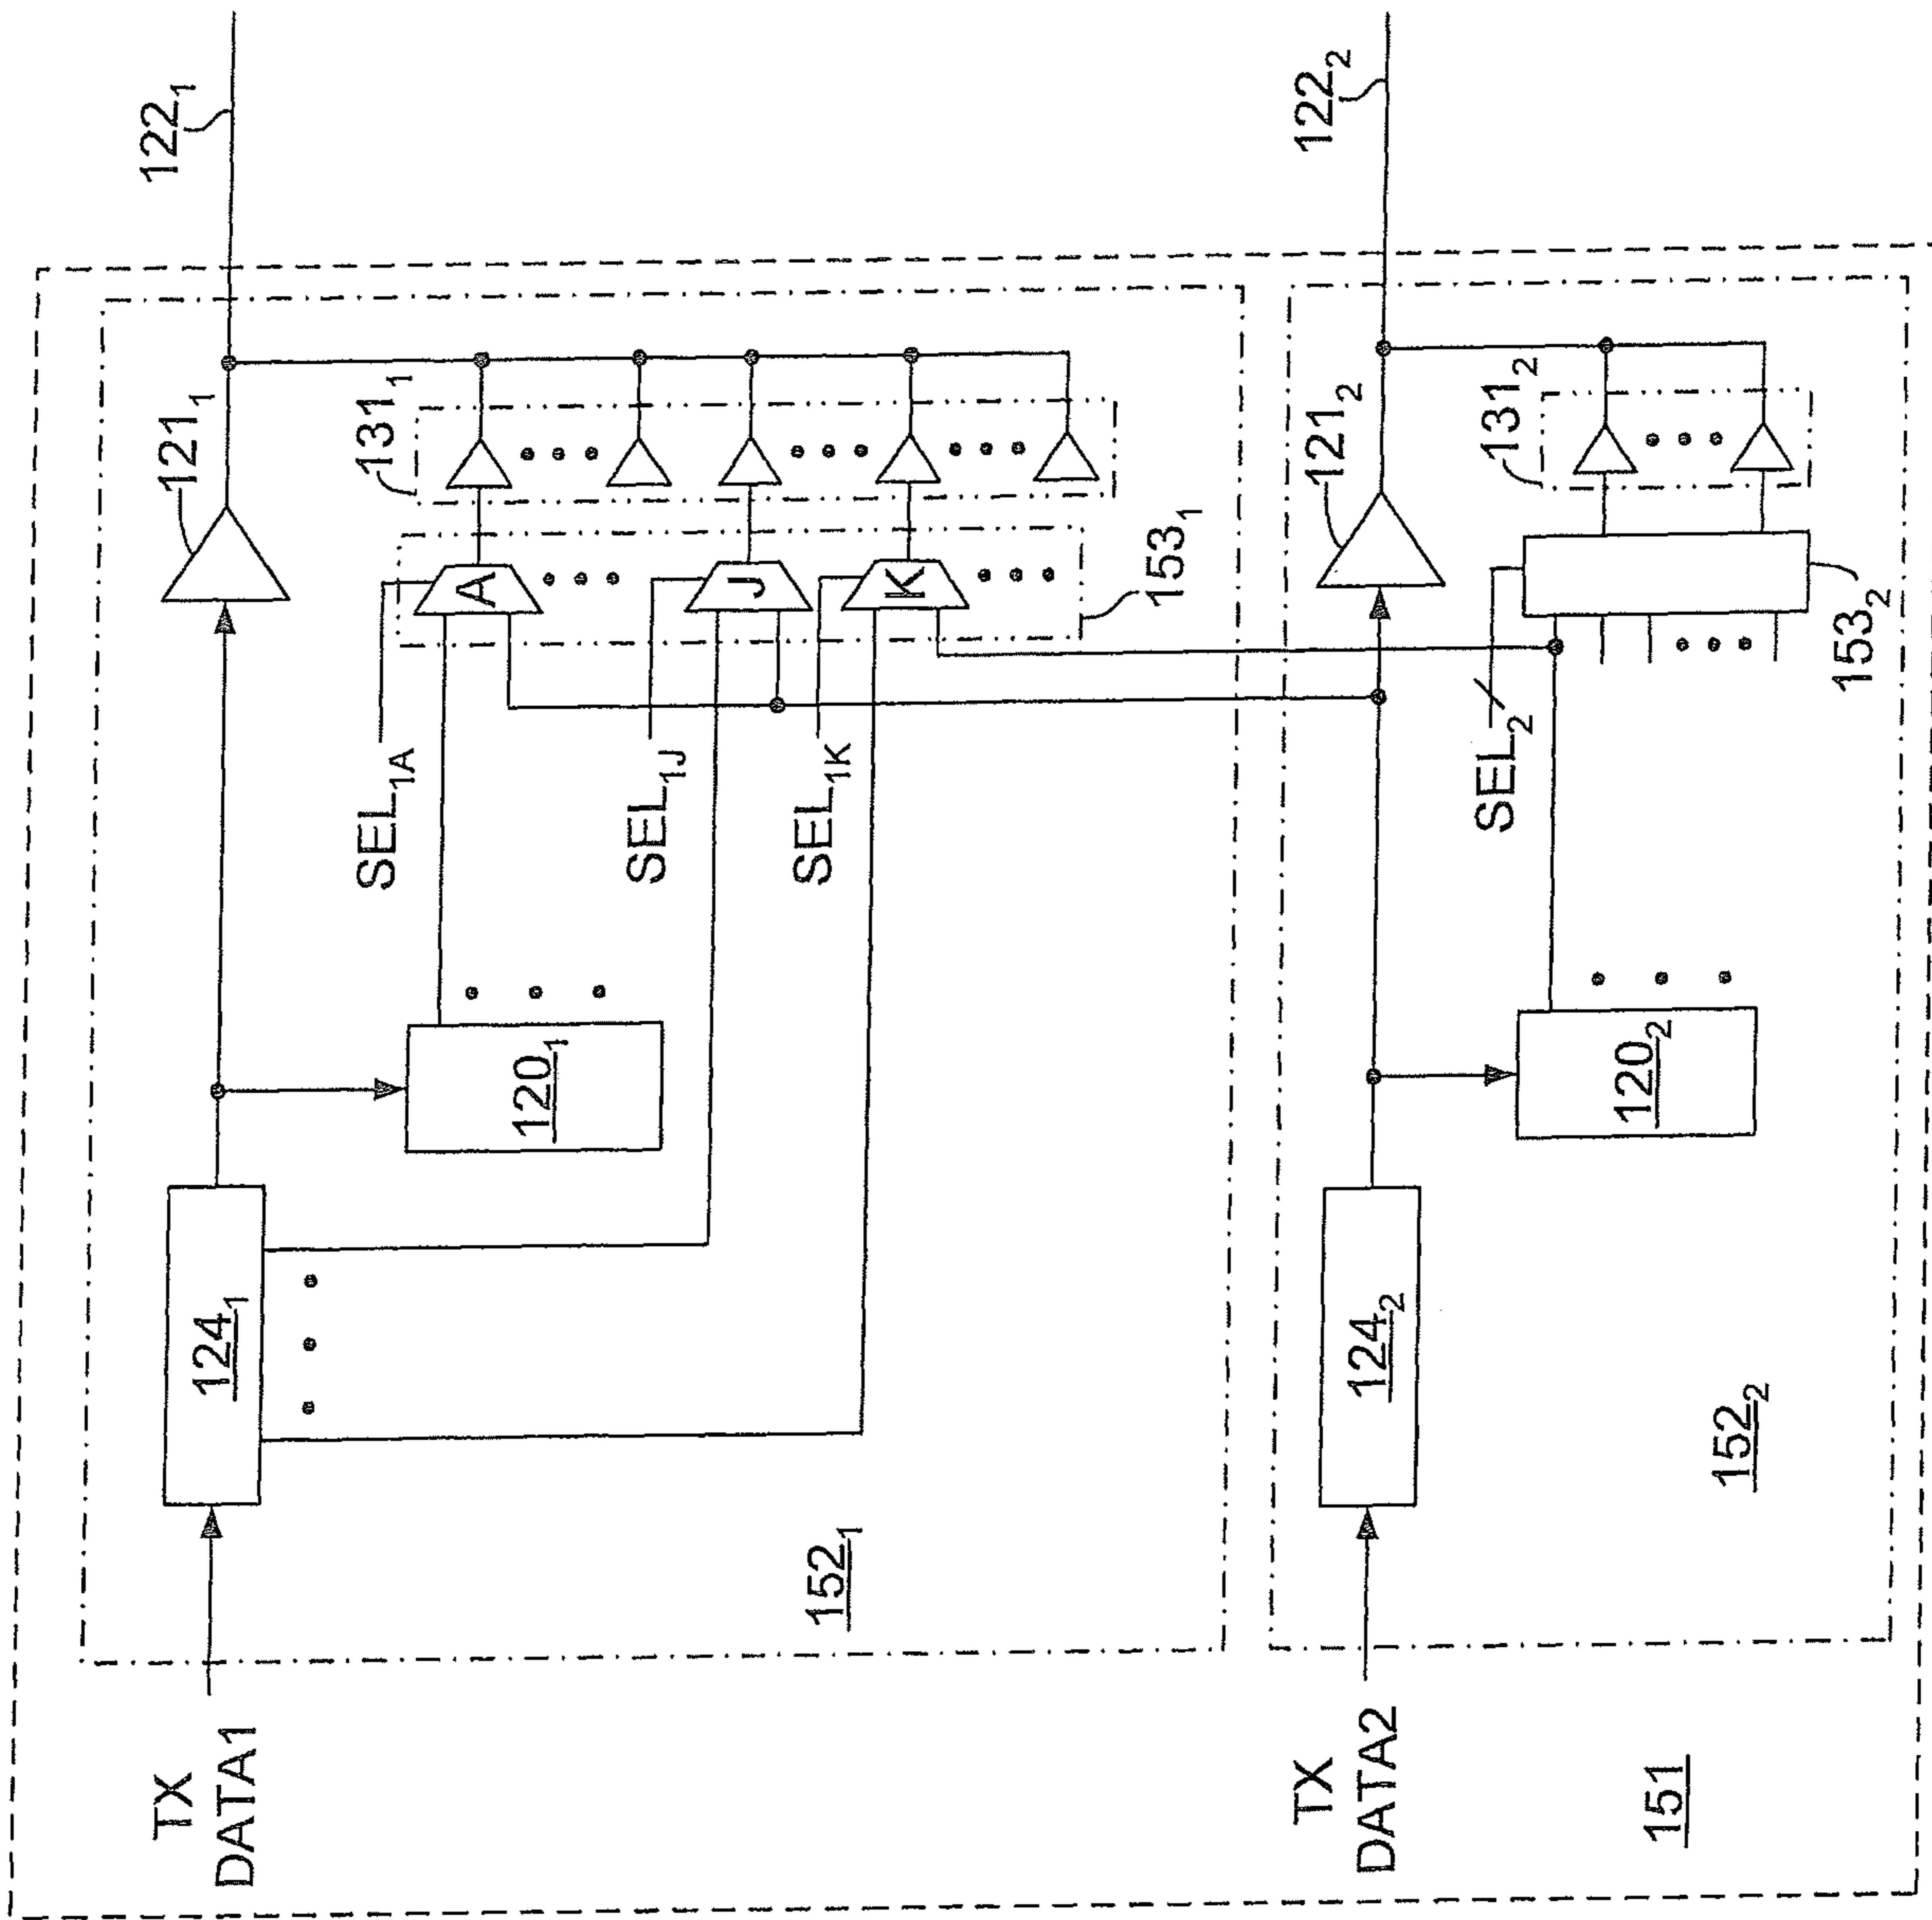 TX
DATA1
124₁
152₁
120₁
SEL₁A
SEL₁J
SEL₁K
121₁
131₁
A
J
K
153₁
122₁
TX
DATA2
151
124₂
152₂
120₂
SEL₂
121₂
131₂
153₂
122₂